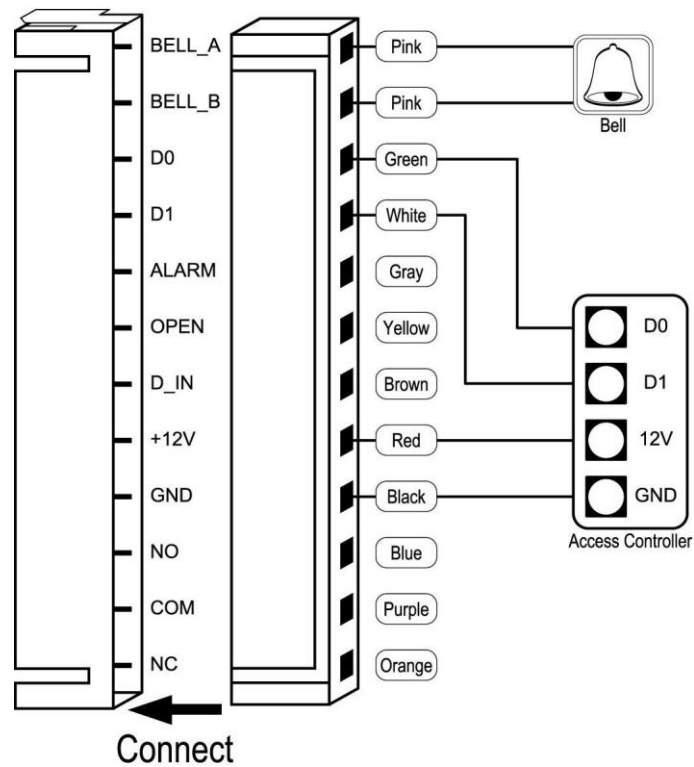 BELL_A Pink
BELL_B Pink
Bell
D0 Green
D1 White
ALARM Gray
OPEN Yellow D0
D_IN Brown D1
+12V Red 12V
GND Black GND
Access Controller
NO Blue
COM Purple
NC Orange
Connect